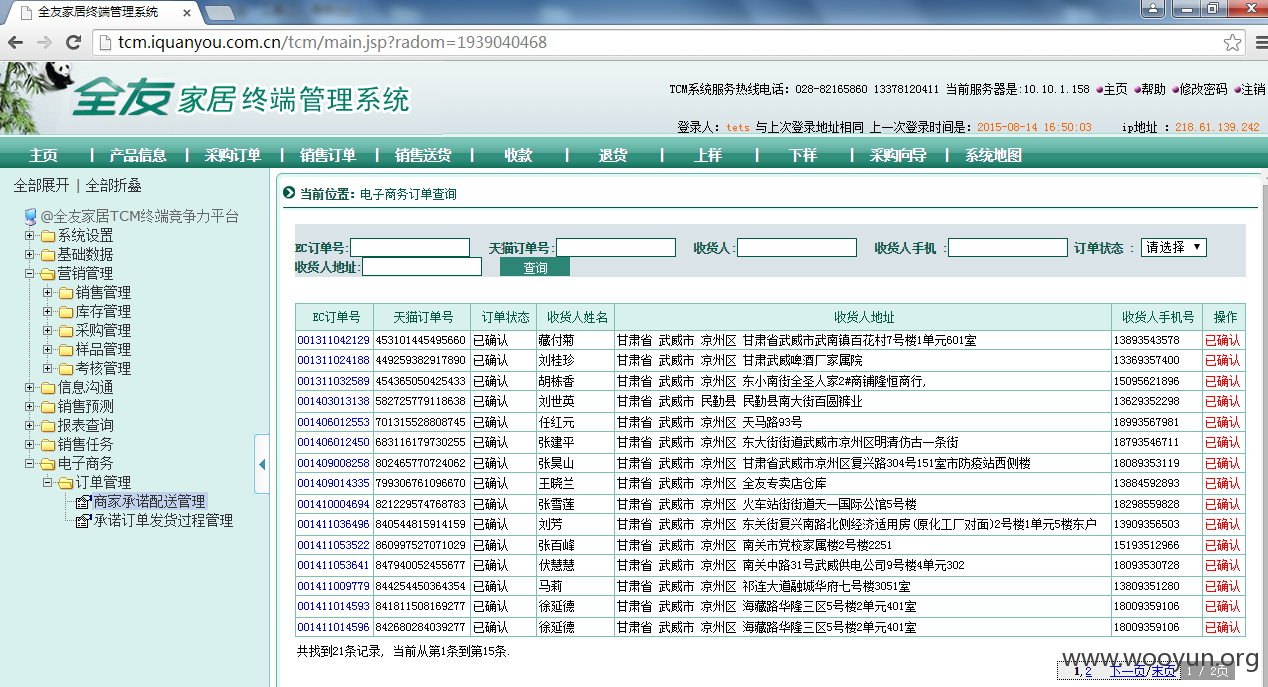 全友家居终端管理系统
tcm.iquanyou.com.cn/tcm/main.jsp?radom=1939040468
全友家居终端管理系统
TCM系统服务热线电话: 028-82165860 13378120411 当前服务器是:10.10.1.158 主页 帮助 修改密码 注销
登录人: tets 与上次登录地址相同 上一次登录时间是: 2015-08-14 16:50:03 ip地址 : 218.61.139.242
主页 | 产品信息 | 采购订单 | 销售订单 | 销售送货 | 收款 | 退货 | 上样 | 下样 | 采购向导 | 系统地图
全部展开 | 全部折叠
@全友家居TCM终端竞争力平台
系统设置
基础数据
营销管理
销售管理
库存管理
采购管理
样品管理
考核管理
信息沟通
销售预测
报表查询
销售任务
电子商务
订单管理
商家承诺配送管理
承诺订单发货过程管理
当前位置: 电子商务订单查询
EC订单号: 天猫订单号: 收货人: 收货人手机 : 订单状态 : 请选择
收货人地址: 查询
EC订单号 天猫订单号 订单状态 收货人姓名 收货人地址 收货人手机号 操作
001311042129 453101445495660 已确认 藏付菊 甘肃省 武威市 凉州区 甘肃省武威市武南镇百花村7号楼1单元601室 13893543578 已确认
001311024188 449259382917890 已确认 刘桂珍 甘肃省 武威市 凉州区 甘肃武威啤酒厂家属院 13369357400 已确认
001311032589 454365050425433 已确认 胡栋香 甘肃省 武威市 凉州区 东小南街全圣人家2#商铺隆恒商行, 15095621896 已确认
001403013138 582725779118638 已确认 刘世英 甘肃省 武威市 民勤县 民勤县南大街百圆裤业 13629352298 已确认
001406012553 701315528808745 已确认 任红元 甘肃省 武威市 凉州区 天马路93号 18993567981 已确认
001406012450 683116179730255 已确认 张建平 甘肃省 武威市 凉州区 东大街街道武威市凉州区明清仿古一条街 18793546711 已确认
001409008258 802465770724062 已确认 张昊山 甘肃省 武威市 凉州区 甘肃省武威市凉州区复兴路304号151室市防疫站西侧楼 18089353119 已确认
001409014335 799306761096670 已确认 王晓兰 甘肃省 武威市 凉州区 全友专卖店仓库 13884592893 已确认
001410004694 821229574768783 已确认 张雪莲 甘肃省 武威市 凉州区 火车站街街道天一国际公馆5号楼 18298559828 已确认
001411036496 840544815914159 已确认 刘芳 甘肃省 武威市 凉州区 东关街复兴南路北侧经济适用房(原化工厂对面)2号楼1单元5楼东户 13909356503 已确认
001411053522 860997527071029 已确认 张百峰 甘肃省 武威市 凉州区 南关市党校家属楼2号楼2251 15193512966 已确认
001411053641 847940052455677 已确认 伏慧慧 甘肃省 武威市 凉州区 南关中路31号武威供电公司9号楼4单元302 18093530728 已确认
001411009779 844254450364354 已确认 马莉 甘肃省 武威市 凉州区 祁连大道融城华府七号楼3051室 13809351280 已确认
001411014593 841811508169277 已确认 徐延德 甘肃省 武威市 凉州区 海藏路华隆三区5号楼2单元401室 18009359106 已确认
001411014596 842680284039277 已确认 徐延德 甘肃省 武威市 凉州区 海藏路华隆三区5号楼2单元401室 18009359106 已确认
共找到21条记录, 当前从第1条到第15条.
www.wooyun.org
1,2 下一页/末页 1 / 2页